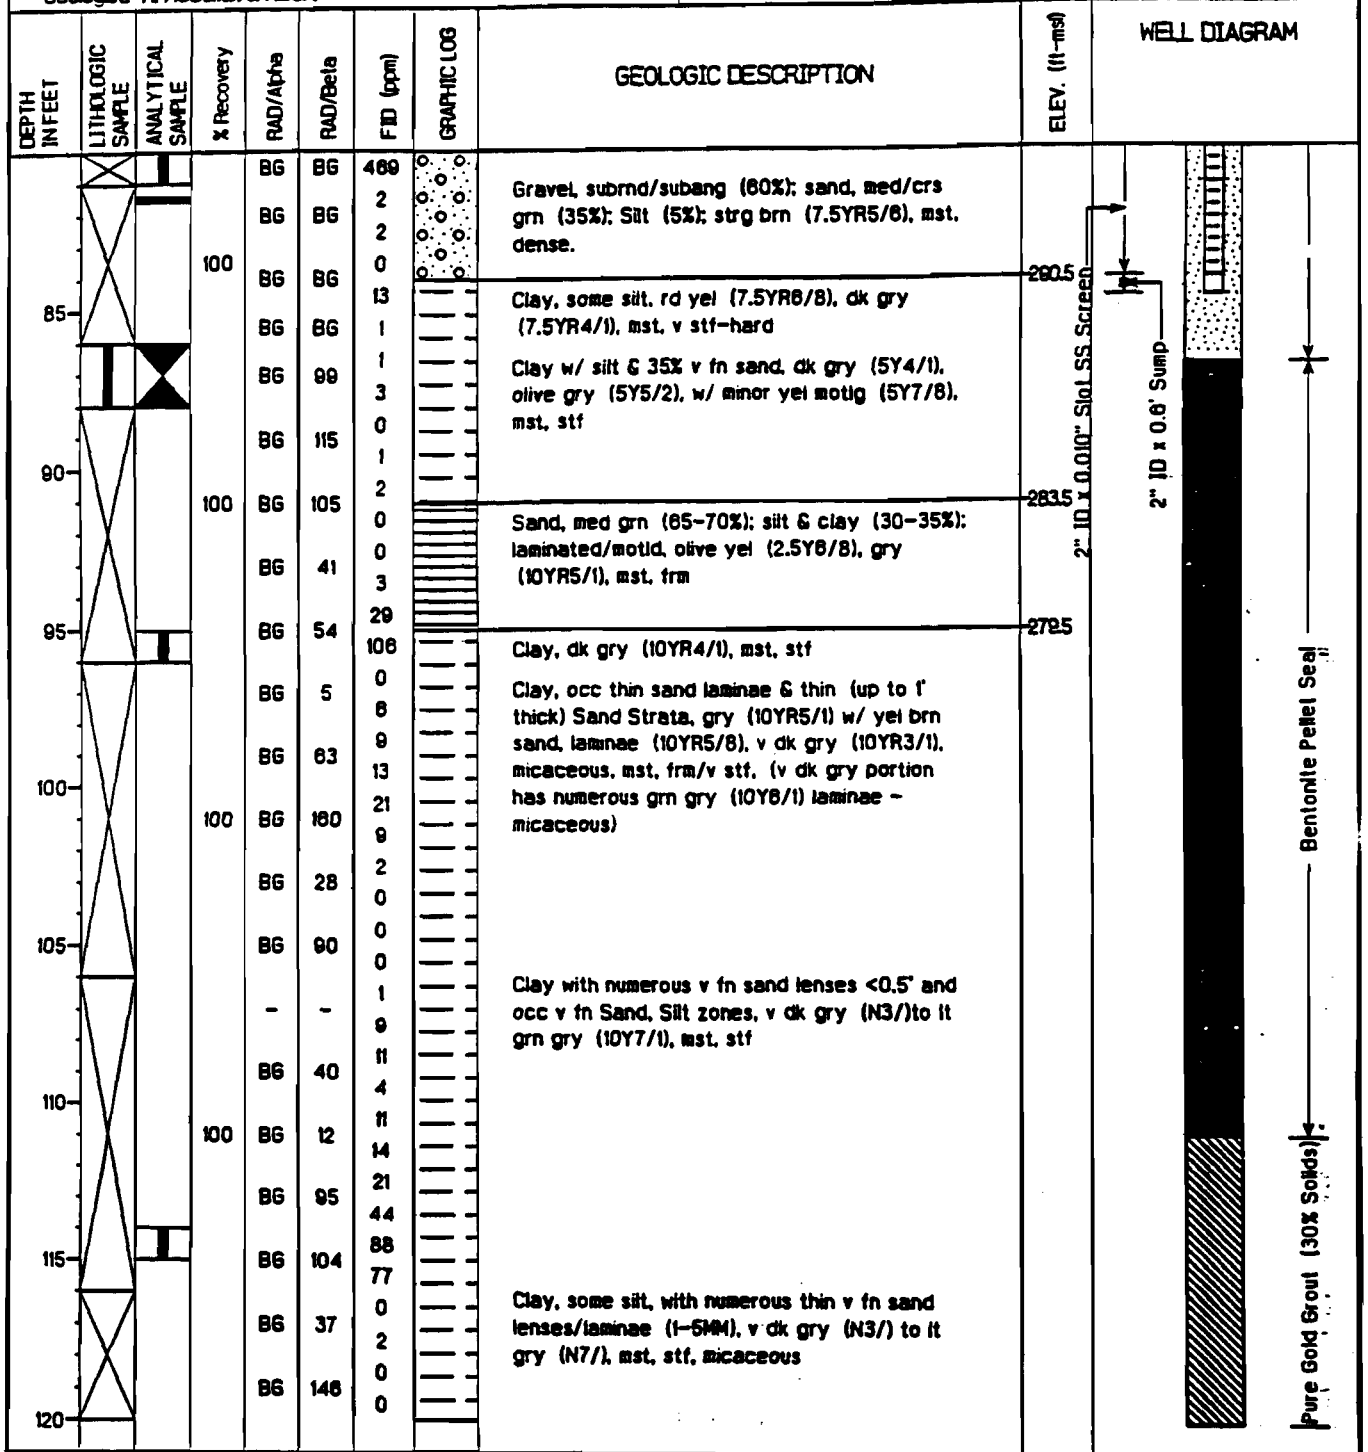 DEPTH IN FEET
LITHOLOGIC SAMPLE
ANALYTICAL SAMPLE
% Recovery
RAD/Alpha
RAD/Beta
FID (ppm)
GRAPHIC LOG
GEOLOGIC DESCRIPTION
ELEV. (ft-msl)
WELL DIAGRAM
BG BG 469
2
BG BG
2
100 0
BG BG
13
85
BG BG 1
1
BG 99
3
0
BG 115
1
90
2
100 BG 105
0
0
BG 41
3
29
95 BG 54
106
0
BG 5
6
9
BG 63
13
100
21
100 BG 160
9
2
BG 28
0
0
105 BG 90
0
1
- -
9
11
BG 40
4
110
11
100 BG 12
14
21
BG 95
44
88
115 BG 104
77
0
BG 37
2
0
BG 146
0
120
Gravel, subrnd/subang (60%); sand, med/crs
grn (35%); Silt (5%); strg brn (7.5YR5/6), mst,
dense.
290.5
Clay, some silt, rd yel (7.5YR6/8), dk gry
(7.5YR4/1), mst, v stf-hard
Clay w/ silt & 35% v fn sand, dk gry (5Y4/1),
olive gry (5Y5/2), w/ minor yel motlg (5Y7/8),
mst, stf
283.5
Sand, med grn (65-70%); silt & clay (30-35%);
laminated/motld, olive yel (2.5Y6/8), gry
(10YR5/1), mst, frm
279.5
Clay, dk gry (10YR4/1), mst, stf
Clay, occ thin sand laminae & thin (up to 1'
thick) Sand Strata, gry (10YR5/1) w/ yel brn
sand, laminae (10YR5/8), v dk gry (10YR3/1),
micaceous, mst, frm/v stf, (v dk gry portion
has numerous grn gry (10Y6/1) laminae -
micaceous)
Clay with numerous v fn sand lenses <0.5' and
occ v fn Sand, Silt zones, v dk gry (N3/)to lt
grn gry (10Y7/1), mst, stf
Clay, some silt, with numerous thin v fn sand
lenses/laminae (1-5MM), v dk gry (N3/) to lt
gry (N7/), mst, stf, micaceous
2" ID x 0.010" Slot SS Screen
2" ID x 0.6' Sump
Bentonite Pellet Seal
Pure Gold Grout (30% Solids)